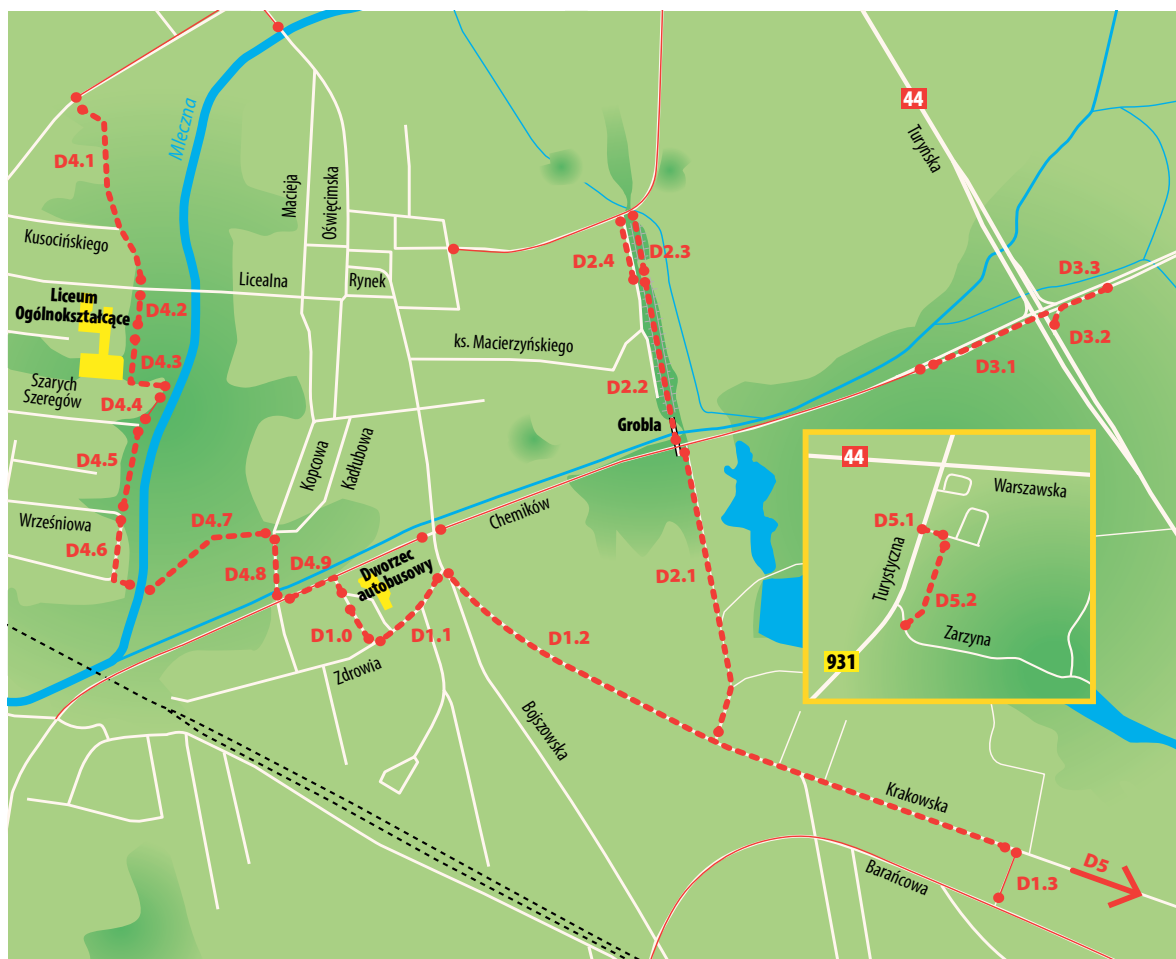 44
Turyńska
Mleczna
D4.1
Macieja
Oświęcimska
Kusocińskiego
D2.4
D2.3
D3.3
Licealna
Rynek
Liceum
Ogólnokształcące
D4.2
D3.2
ks. Macierzyńskiego
D4.3
D3.1
Szarych
Szeregów
D4.4
D2.2
Grobla
Kopcowa
Kadłubowa
D4.5
44
Warszawska
Wrześniowa
D4.7
Chemików
D5.1
D4.6
D4.8
D4.9
Dworzec
autobusowy
Turystyczna
D2.1
D5.2
D1.0
D1.1
D1.2
Zarzyna
Zdrowia
931
Bojszowska
Krakowska
D5
Barańcowa
D1.3